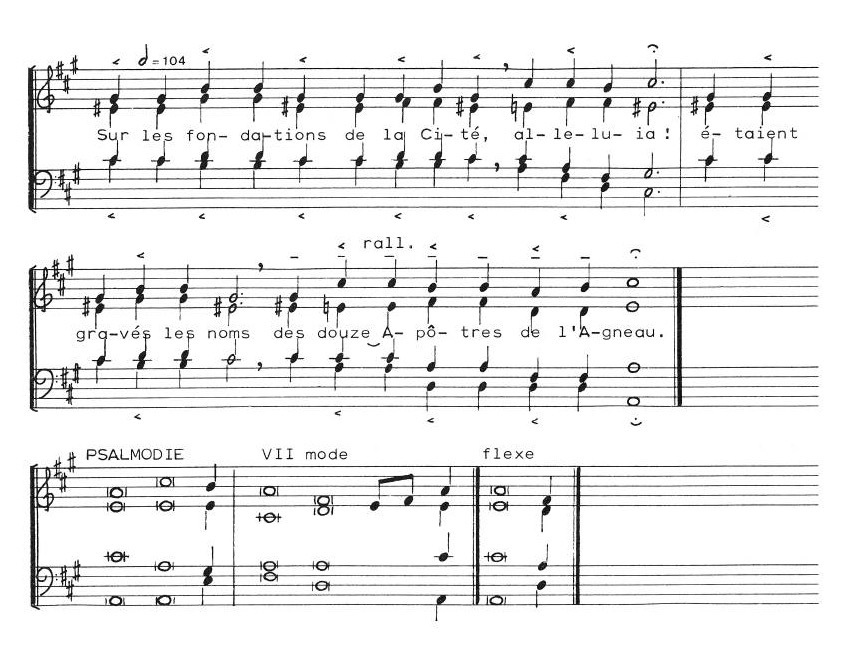 = 104
Sur les fon- da-tions de la Ci-té, al-le-lu-ia ! é- taient
rall.
gra-vés les noms des douze‿A-pô-tres de l'A-gneau.
PSALMODIE VII mode flexe